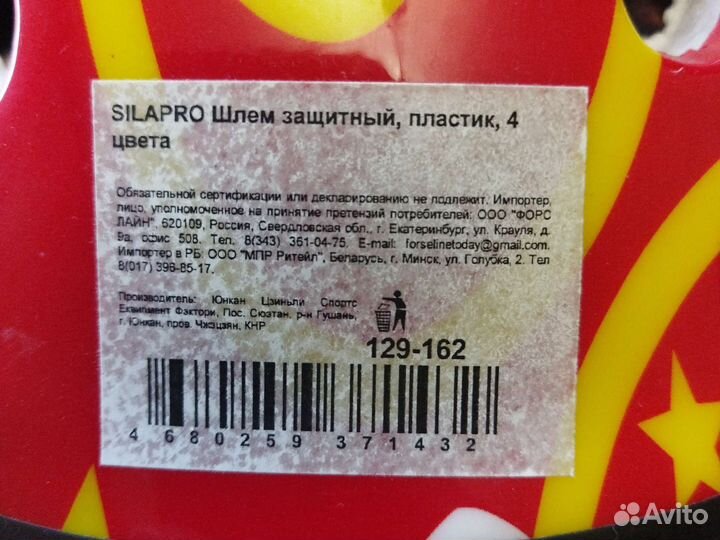 SILAPRO Шлем защитный, пластик, 4
цвета
Обязательной сертификации или декларированию не подлежит. Импортер,
лицо, уполномоченное на принятие претензий потребителей: ООО "ФОРС
ЛАЙН", 620109, Россия, Свердловская обл., г. Екатеринбург, ул. Крауля, д.
9а, офис 508. Тел. 8(343) 361-04-75. E-mail: forselinetoday@gmail.com.
Импортер в РБ: ООО "МПР Ритейл", Беларусь, г. Минск, ул. Голубка, 2. Тел
8(017) 396-85-17.
Производитель: Юнкан Цзиньли Спортс
Еквипмент Фэктори, Пос. Сюэтан, р-н Гушань,
г. Юнкан, пров. Чжэцзян, КНР
129-162
4 680259 371432
Avito